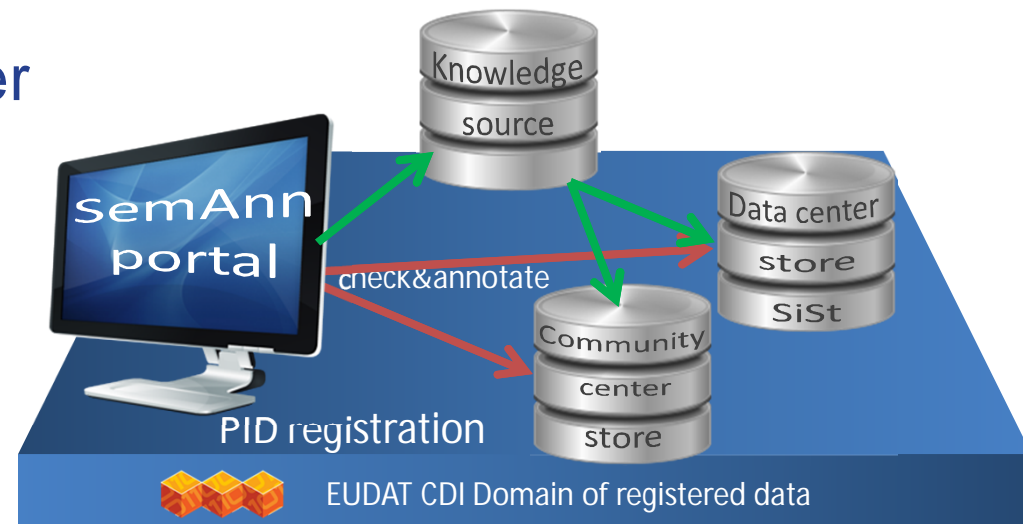 er
Knowledge
source
SemAnn
portal
Data center
store
SiSt
check&annotate
Community
center
store
PID registration
EUDAT CDI Domain of registered data